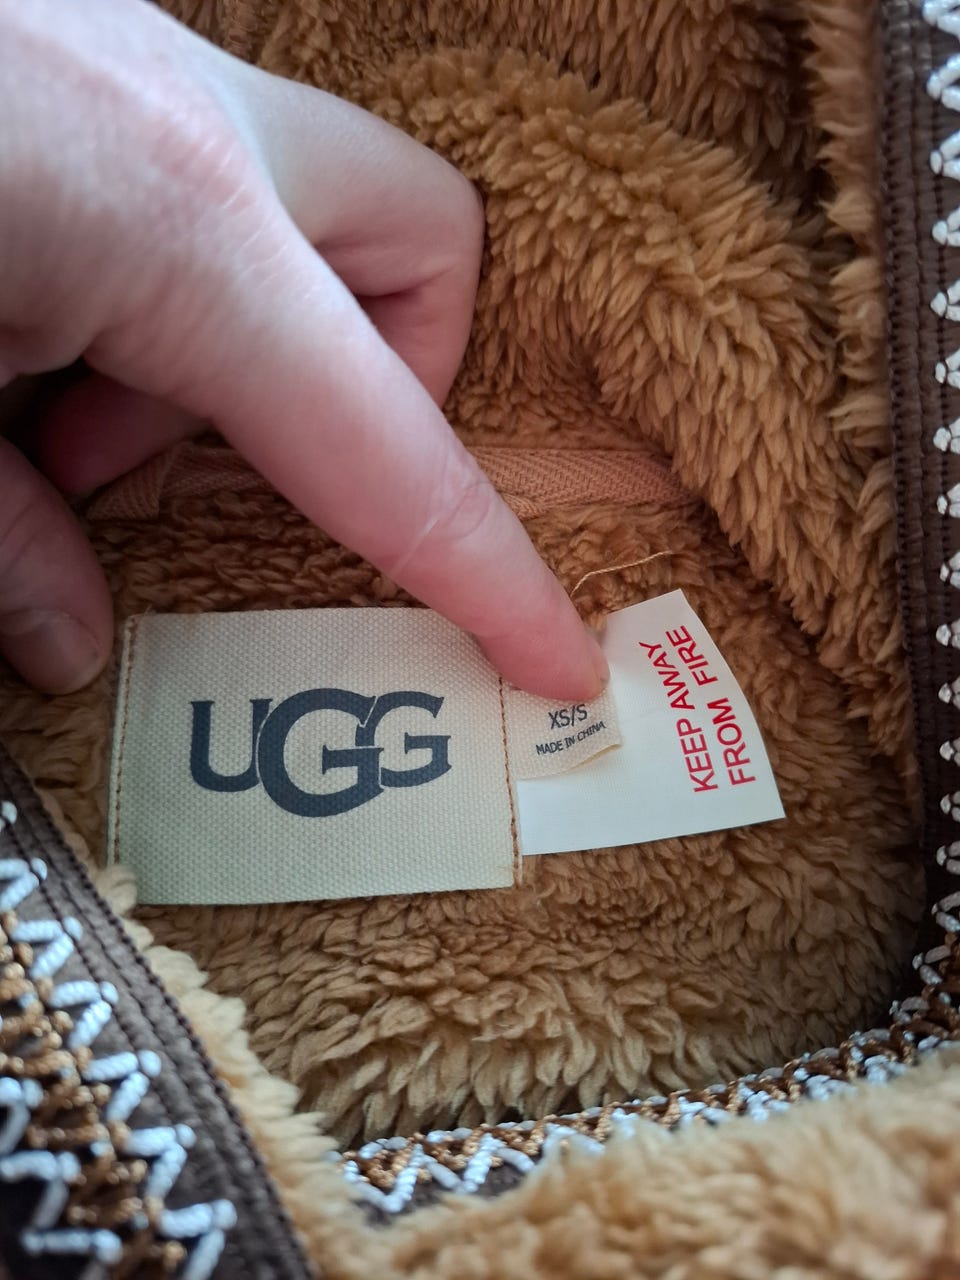 UGG
XS/S
MADE IN CHINA
KEEP AWAY
FROM FIRE